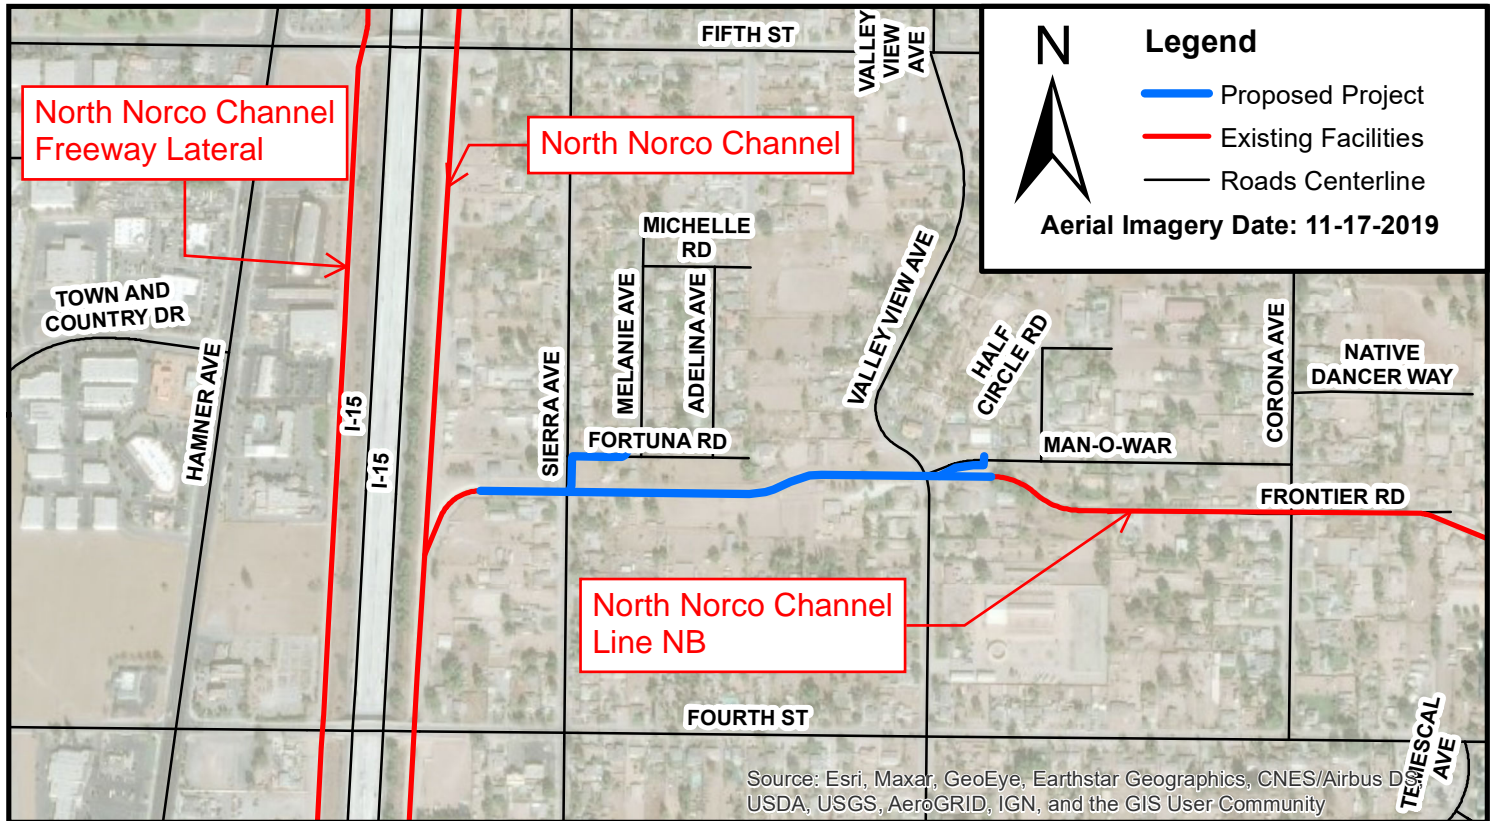 FIFTH ST
VALLEY
VIEW
AVE
N
Legend
Proposed Project
Existing Facilities
Roads Centerline
Aerial Imagery Date: 11-17-2019
North Norco Channel
Freeway Lateral
North Norco Channel
MICHELLE
RD
TOWN AND
COUNTRY DR
HAMNER AVE
I-15
I-15
SIERRA AVE
MELANIE AVE
ADELINA AVE
FORTUNA RD
VALLEY VIEW AVE
HALF
CIRCLE RD
MAN-O-WAR
CORONA AVE
NATIVE
DANCER WAY
FRONTIER RD
North Norco Channel
Line NB
FOURTH ST
TEMESCAL
AVE
Source: Esri, Maxar, GeoEye, Earthstar Geographics, CNES/Airbus
USDA, USGS, AeroGRID, IGN, and the GIS User Community